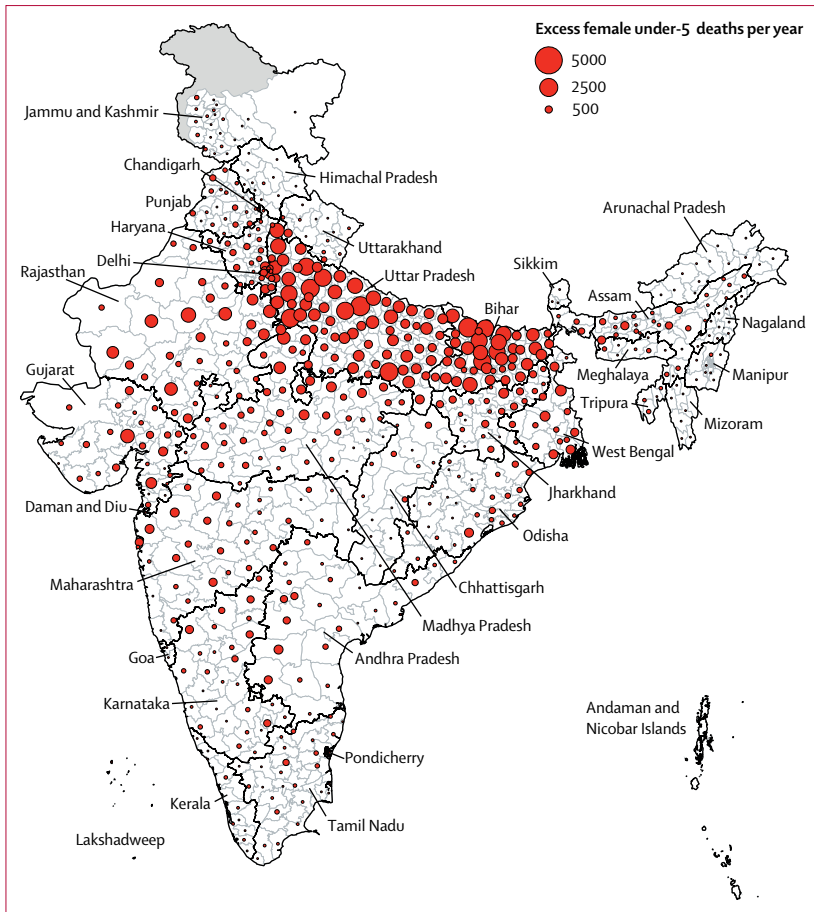 Excess female under-5 deaths per year
5000
2500
500
Jammu and Kashmir
Chandigarh
Himachal Pradesh
Punjab
Haryana
Uttarakhand
Arunachal Pradesh
Delhi
Sikkim
Rajasthan
Uttar Pradesh
Assam
Bihar
Nagaland
Gujarat
Meghalaya
Manipur
Tripura
Mizoram
West Bengal
Jharkhand
Daman and Diu
Odisha
Maharashtra
Chhattisgarh
Madhya Pradesh
Goa
Andhra Pradesh
Karnataka
Andaman and
Nicobar Islands
Pondicherry
Kerala
Tamil Nadu
Lakshadweep